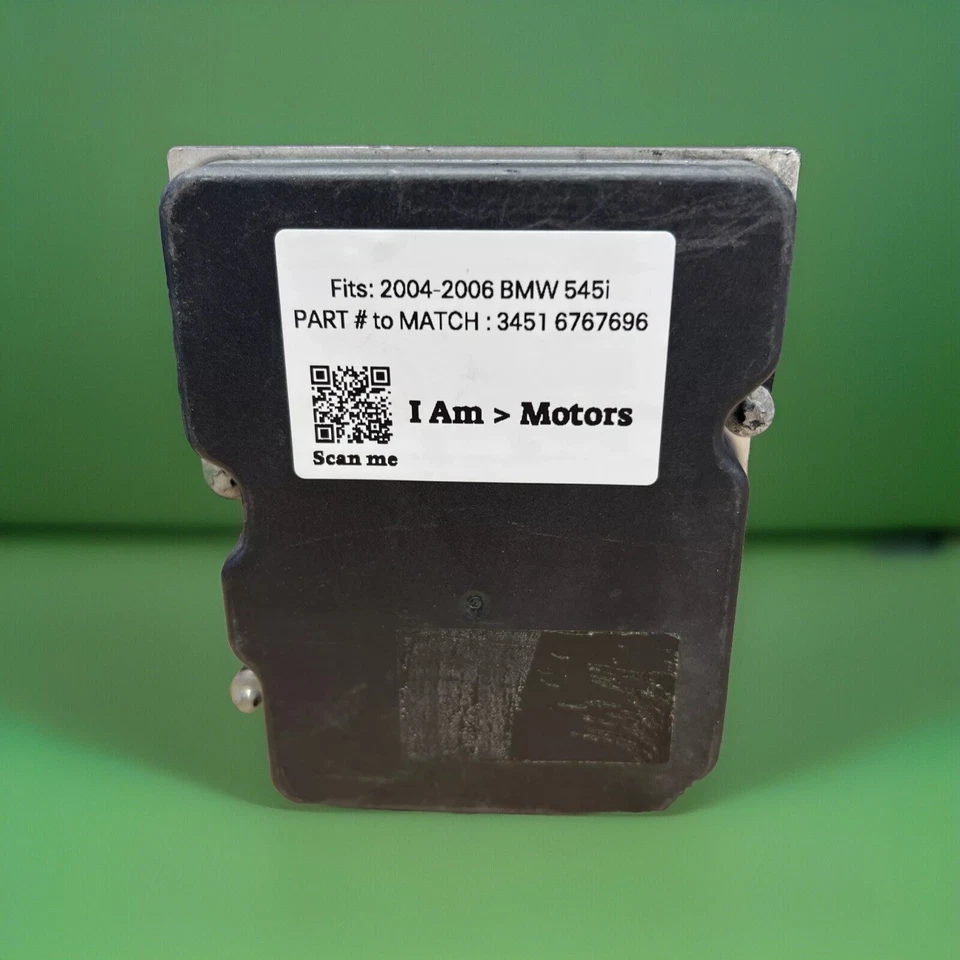 Fits: 2004-2006 BMW 545i
PART # to MATCH : 3451 6767696
I Am > Motors
Scan me